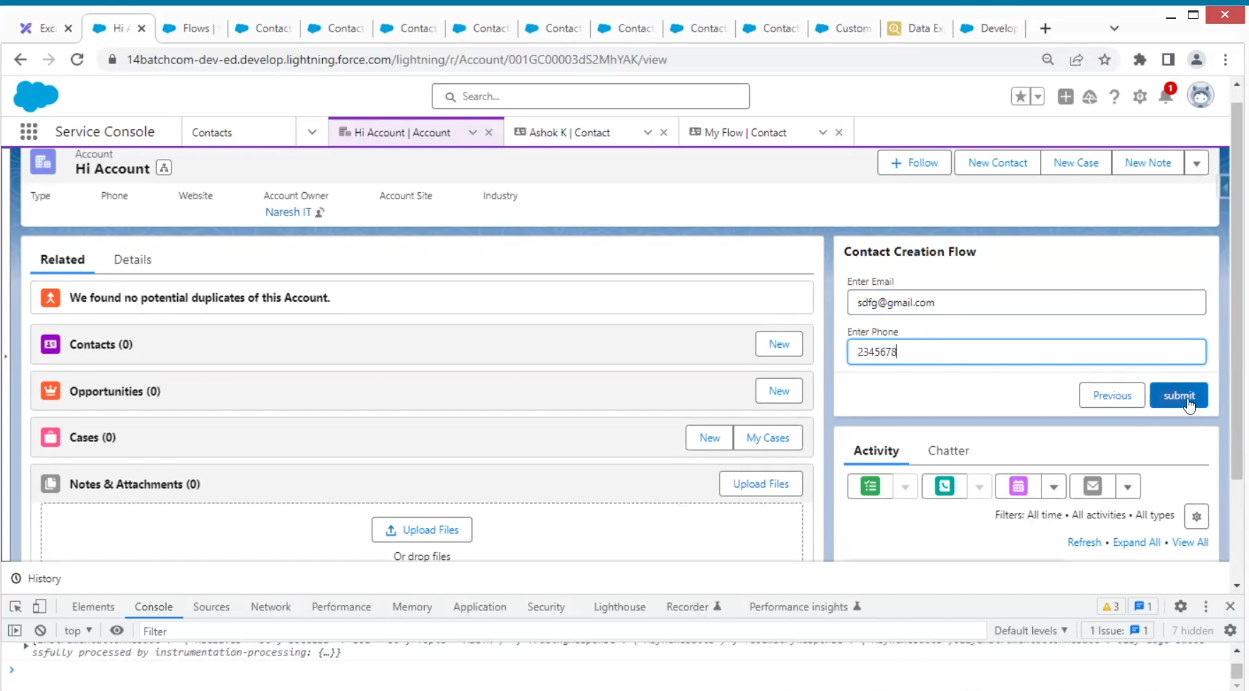 Exc
Hi /
Flows |
Contact
Contact
Contact
Contact
Contact
Contact
Contact
Contact
Custom
Data Ex
Develop
14batchcom-dev-ed.develop.lightning.force.com/lightning/r/Account/001GC00003dS2MhYAK/view
Search...
1
Service Console
Contacts
Hi Account | Account
Ashok K | Contact
My Flow | Contact
Account
Hi Account
Follow
New Contact
New Case
New Note
Type
Phone
Website
Account Owner
Account Site
Industry
Naresh IT
Related
Details
We found no potential duplicates of this Account.
Contacts (0)
New
Opportunities (0)
New
Cases (0)
New
My Cases
Notes & Attachments (0)
Upload Files
Upload Files
Or drop files
Contact Creation Flow
Enter Email
sdfg@gmail.com
Enter Phone
2345678
Previous
submit
Activity
Chatter
Filters: All time • All activities • All types
Refresh • Expand All • View All
History
Elements
Console
Sources
Network
Performance
Memory
Application
Security
Lighthouse
Recorder
Performance insights
3
1
top
Filter
Default levels
1 Issue:
1
7 hidden
ssfully processed by instrumentation-processing: {…}}